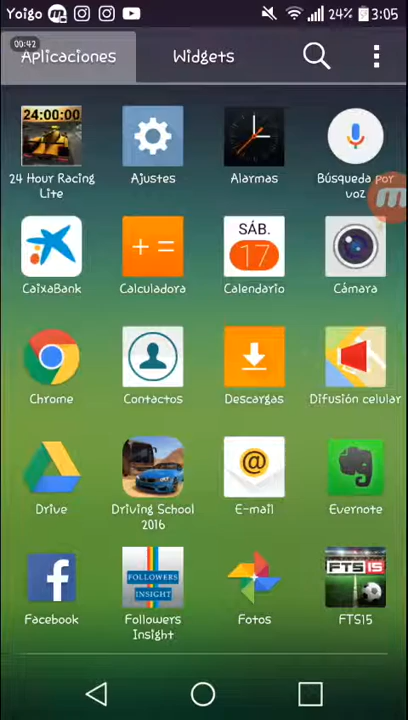 Yoigo 24% 3:05
00:42
Aplicaciones Widgets
24:00:00
24 Hour Racing Lite
Ajustes
Alarmas
Búsqueda por voz
CaixaBank
Calculadora
SÁB.
17
Calendario
Cámara
Chrome
Contactos
Descargas
Difusión celular
Drive
Driving School 2016
E-mail
Evernote
Facebook
FOLLOWERS
INSIGHT
Followers Insight
Fotos
FTS15
FTS15